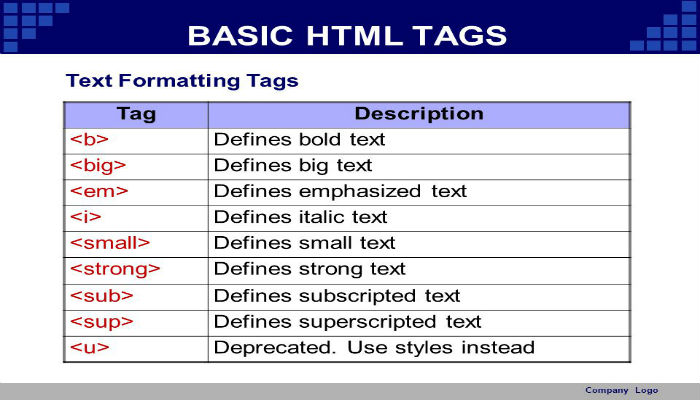 BASIC HTML TAGS
Text Formatting Tags
Tag Description
<b> Defines bold text
<big> Defines big text
<em> Defines emphasized text
<i> Defines italic text
<small> Defines small text
<strong> Defines strong text
<sub> Defines subscripted text
<sup> Defines superscripted text
<u> Deprecated. Use styles instead
Company Logo